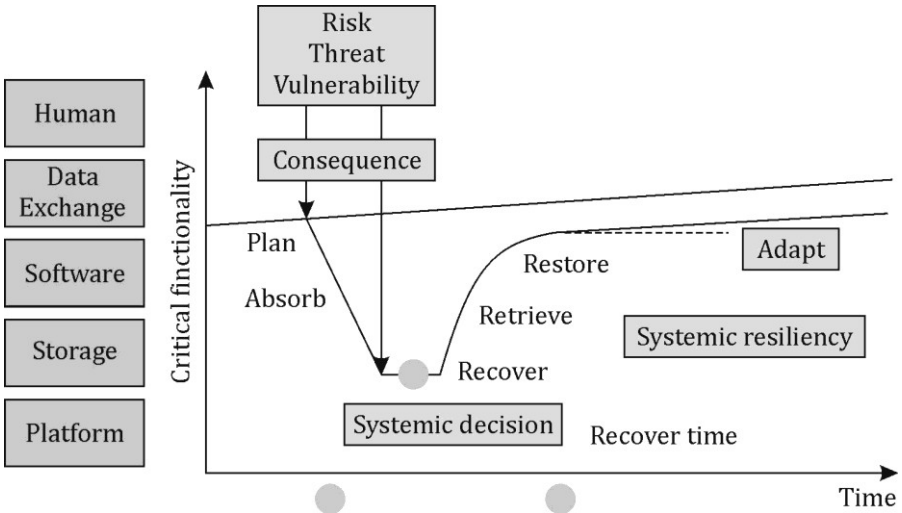 Risk
Threat
Vulnerability
Consequence
Human
Data
Exchange
Software
Storage
Platform
Critical finctionality
Plan
Absorb
Restore
Retrieve
Recover
Adapt
Systemic resiliency
Systemic decision
Recover time
Time